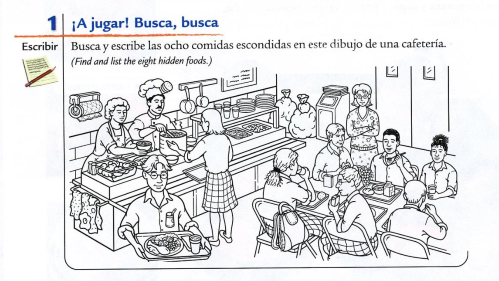 1 ¡A jugar! Busca, busca
Escribir Busca y escribe las ocho comidas escondidas en este dibujo de una cafetería.
(Find and list the eight hidden foods.)